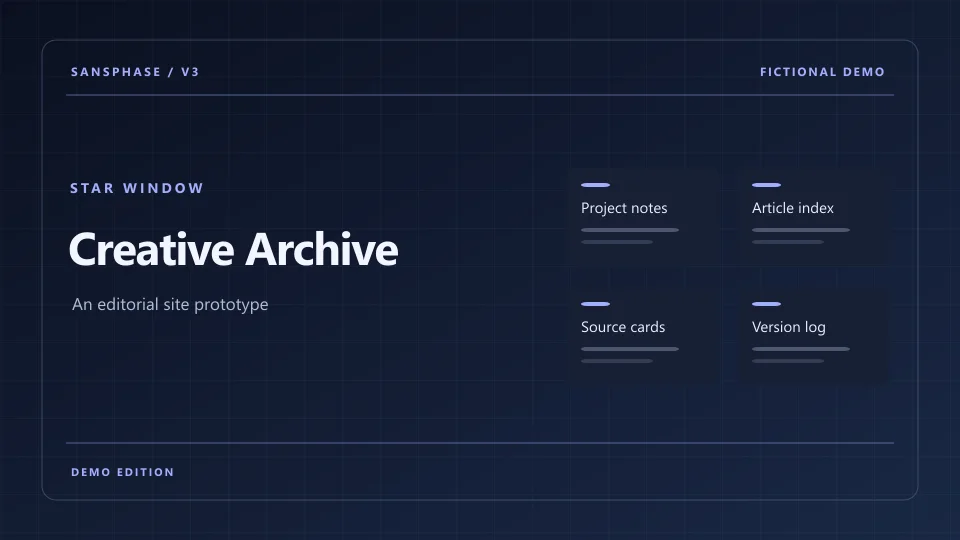 SANSPHASE / V3
FICTIONAL DEMO
STAR WINDOW
Creative Archive
An editorial site prototype
Project notes
Article index
Source cards
Version log
DEMO EDITION